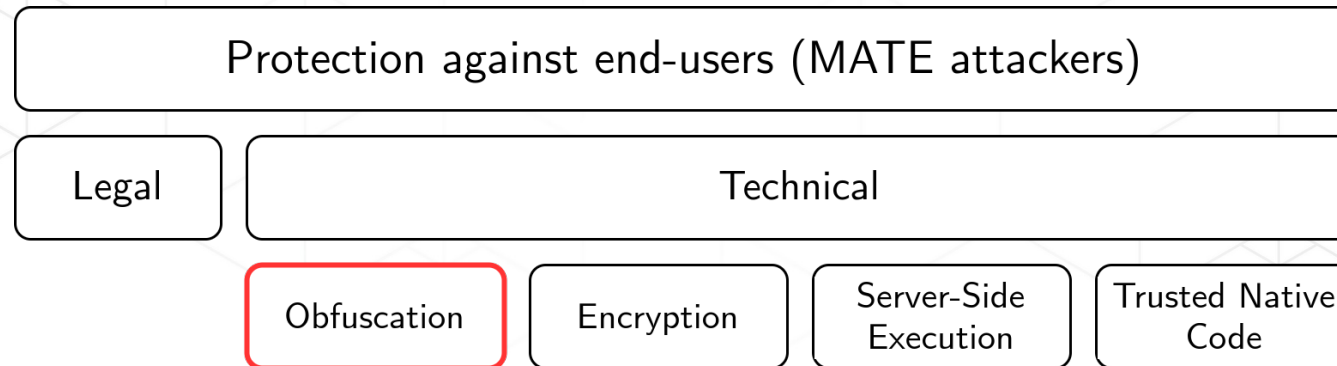 Protection against end-users (MATE attackers)
Legal
Technical
Obfuscation
Encryption
Server-Side
Execution
Trusted Native
Code